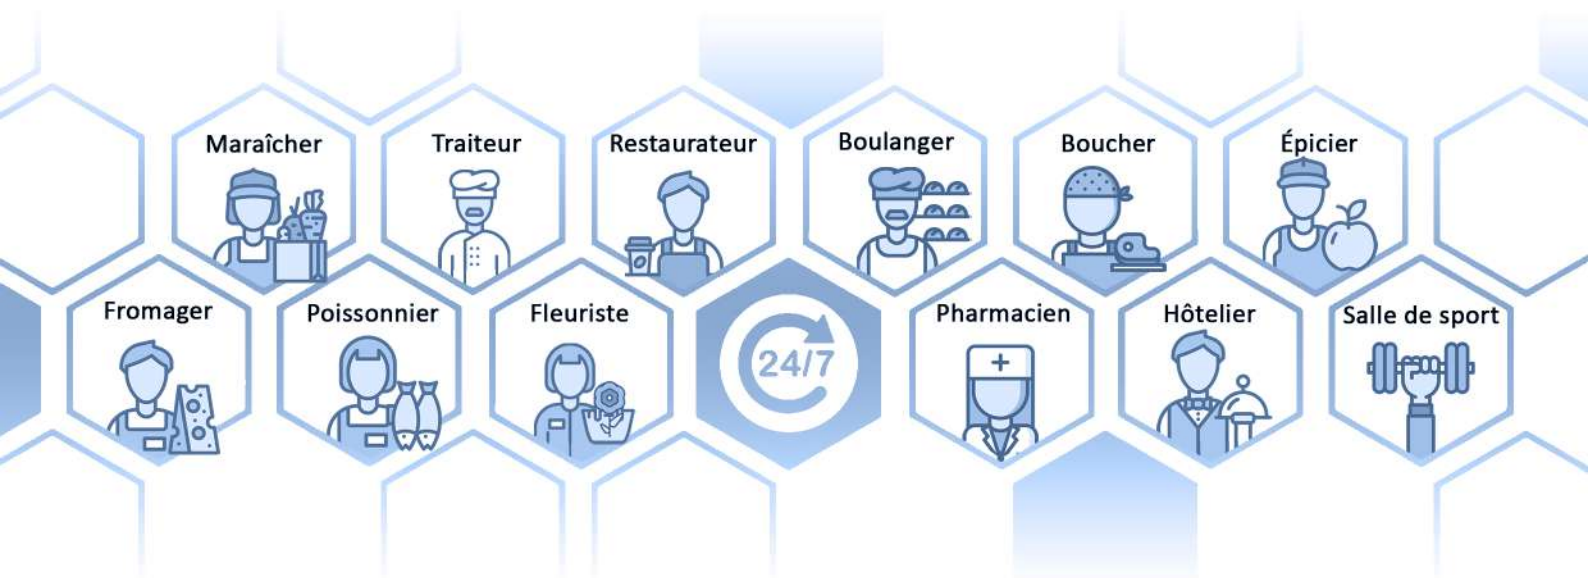 Maraîcher
Traiteur
Restaurateur
Boulanger
Boucher
Épicier
Fromager
Poissonnier
Fleuriste
24/7
Pharmacien
Hôtelier
Salle de sport